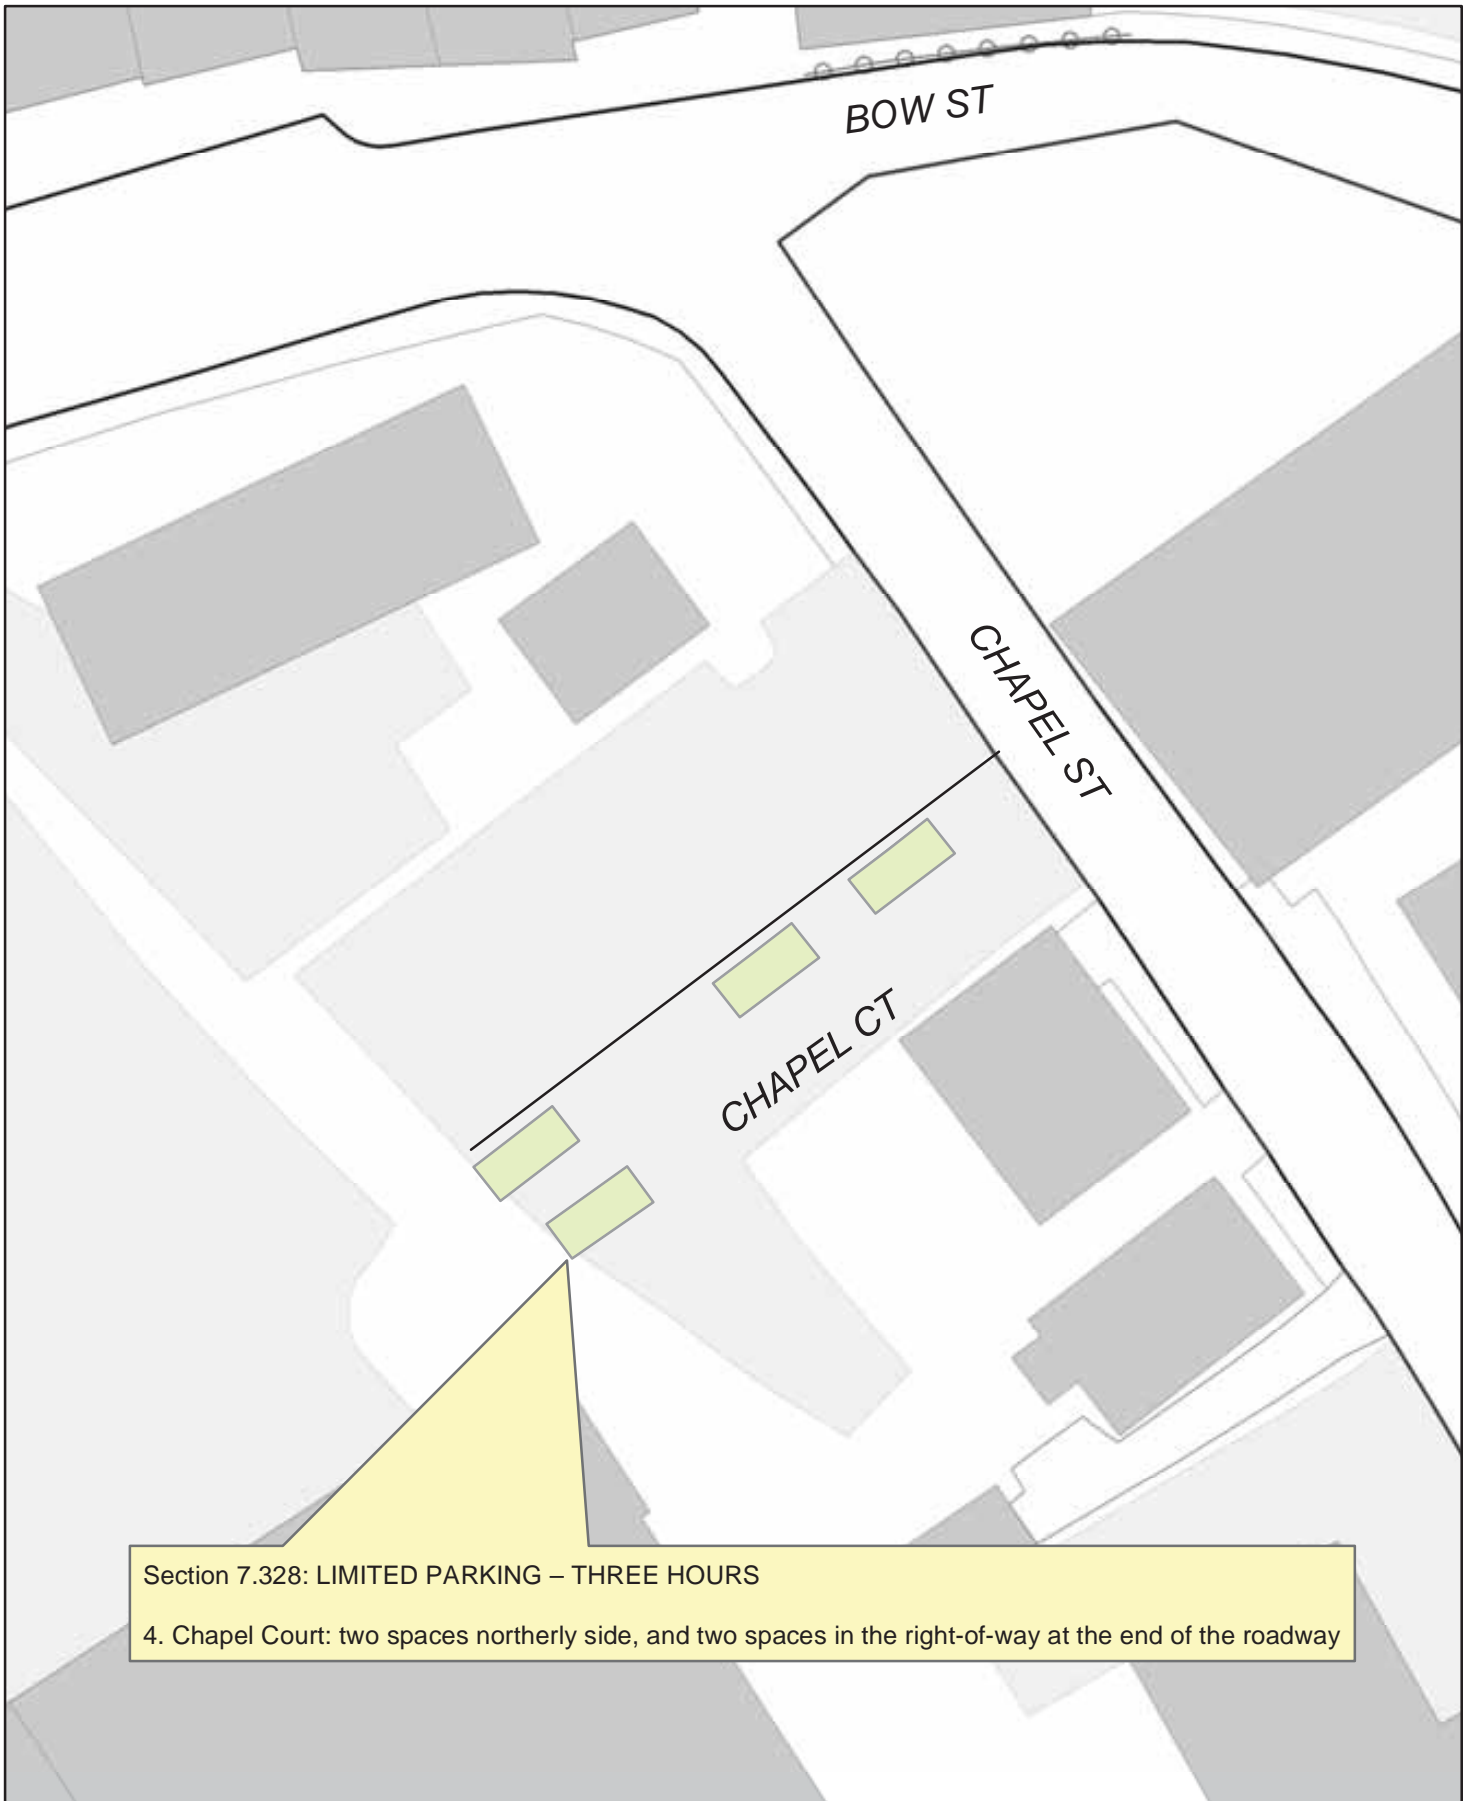 BOW ST
CHAPEL ST
CHAPEL CT
Section 7.328: LIMITED PARKING – THREE HOURS
4. Chapel Court: two spaces northerly side, and two spaces in the right-of-way at the end of the roadway